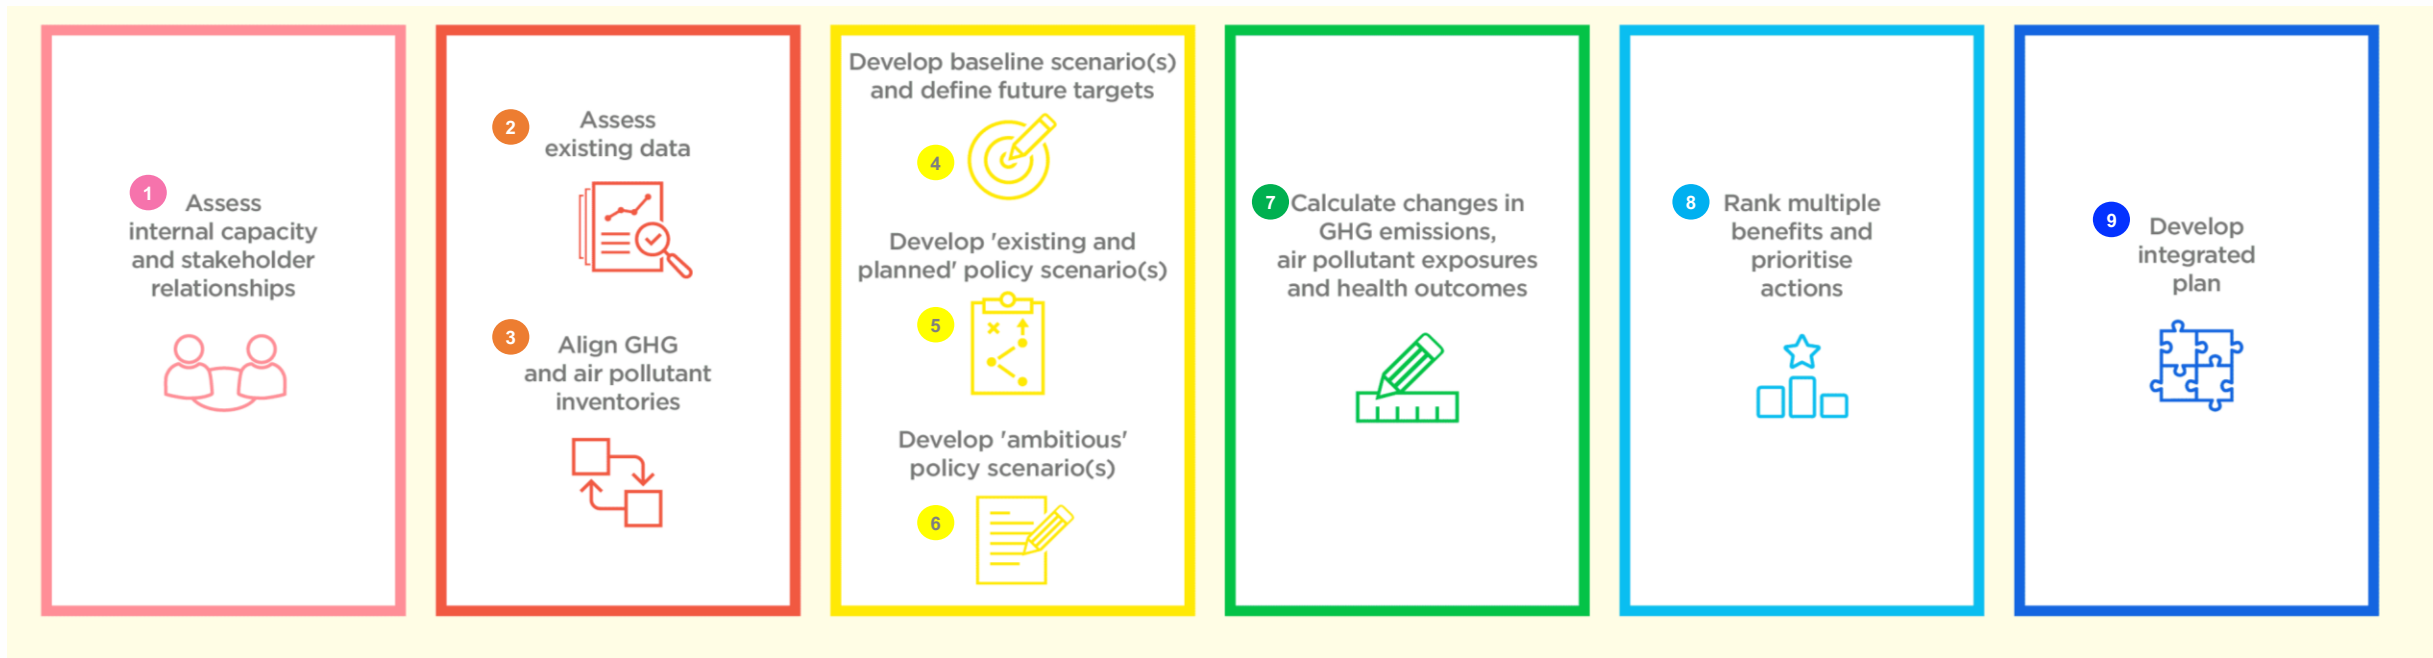 1
Assess
internal capacity
and stakeholder
relationships
2
Assess
existing data
3
Align GHG
and air pollutant
inventories
Develop baseline scenario(s)
and define future targets
4
Develop 'existing and
planned' policy scenario(s)
5
Develop 'ambitious'
policy scenario(s)
6
7
Calculate changes in
GHG emissions,
air pollutant exposures
and health outcomes
8
Rank multiple
benefits and
prioritise
actions
9
Develop
integrated
plan